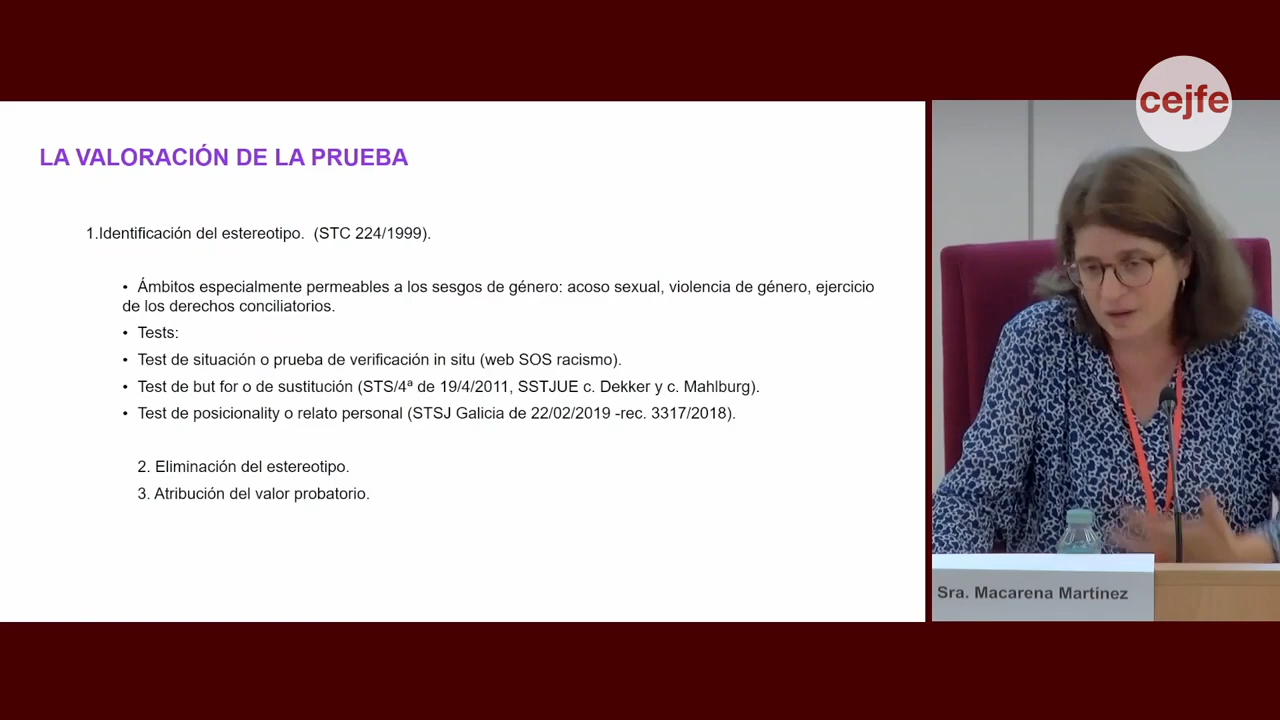 cejfe
LA VALORACIÓN DE LA PRUEBA
1.Identificación del estereotipo. (STC 224/1999).
• Ámbitos especialmente permeables a los sesgos de género: acoso sexual, violencia de género, ejercicio
de los derechos conciliatorios.
• Tests:
• Test de situación o prueba de verificación in situ (web SOS racismo).
• Test de but for o de sustitución (STS/4ª de 19/4/2011, SSTJUE c. Dekker y c. Mahlburg).
• Test de posicionality o relato personal (STSJ Galicia de 22/02/2019 -rec. 3317/2018).
2. Eliminación del estereotipo.
3. Atribución del valor probatorio.
Sra. Macarena Martínez